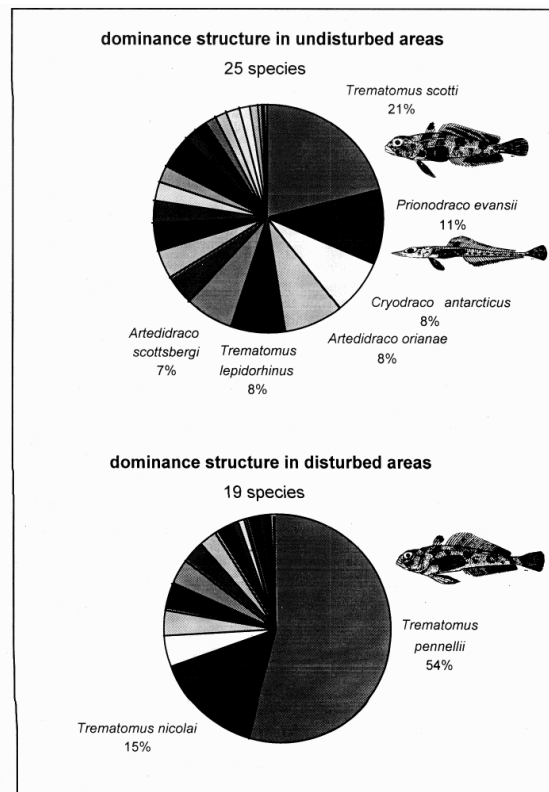 dominance structure in undisturbed areas
25 species
Trematomus scotti
21%
Prionodraco evansii
11%
Cryodraco antarcticus
8%
Artedidraco orianae
8%
Trematomus
lepidorhinus
8%
Artedidraco
scottsbergi
7%
dominance structure in disturbed areas
19 species
Trematomus
pennellii
54%
Trematomus nicolai
15%